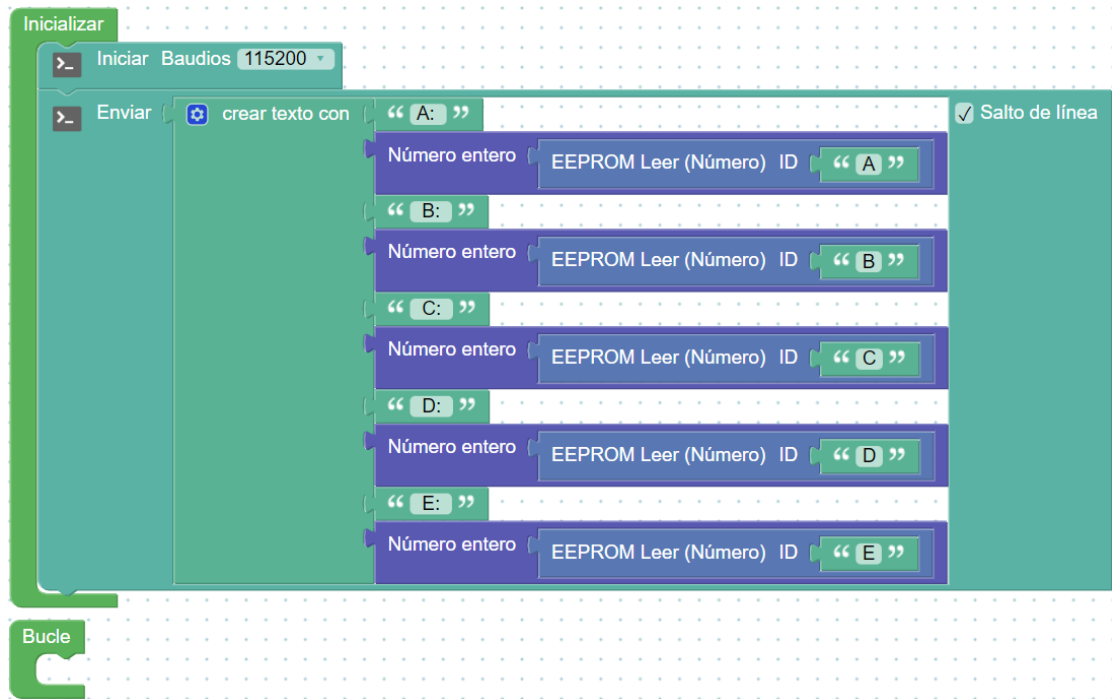 Inicializar
Iniciar Baudios 115200
Enviar crear texto con “ A: ” Salto de línea
Número entero EEPROM Leer (Número) ID “ A ”
“ B: ”
Número entero EEPROM Leer (Número) ID “ B ”
“ C: ”
Número entero EEPROM Leer (Número) ID “ C ”
“ D: ”
Número entero EEPROM Leer (Número) ID “ D ”
“ E: ”
Número entero EEPROM Leer (Número) ID “ E ”
Bucle